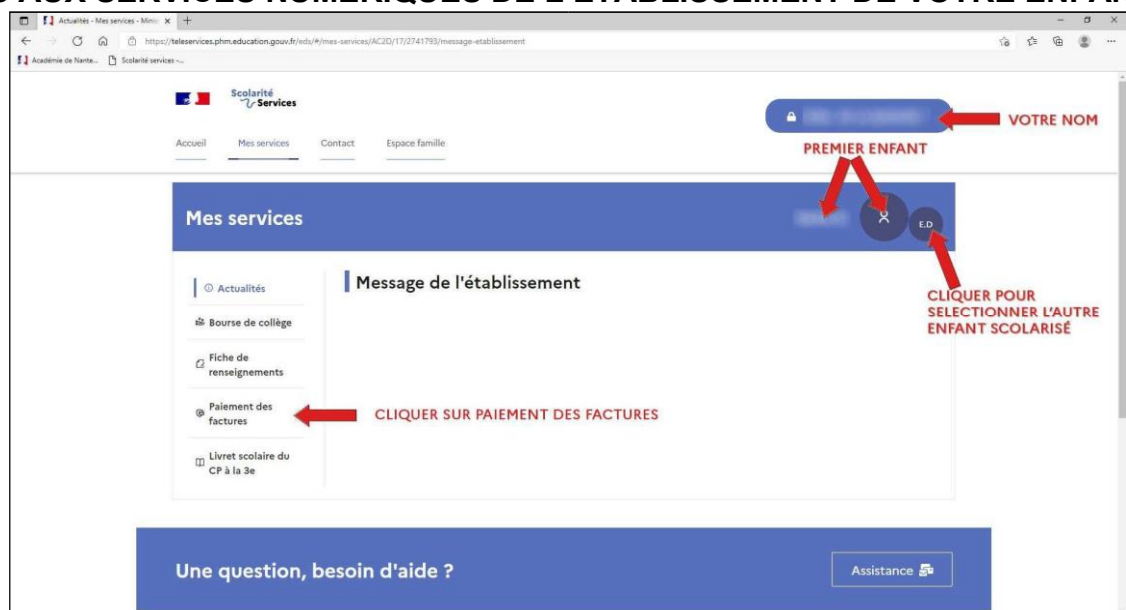 AUX SERVICES NUMERIQUES DE L'ETABLISSEMENT DE VOTRE
Actualités - Mes services - Minis
https://teleservices.phm.education.gouv.fr/eds/#/mes-services/AC2D/17/2741793/message-etablissement
Académie de Nante... Scolarité services -...
Scolarité
Services
VOTRE NOM
Accueil Mes services Contact Espace famille
PREMIER ENFANT
Mes services
E.D
Actualités
Message de l'établissement
CLIQUER POUR
SELECTIONNER L'AUTRE
ENFANT SCOLARISÉ
Bourse de collège
Fiche de
renseignements
Paiement des
factures
CLIQUER SUR PAIEMENT DES FACTURES
Livret scolaire du
CP à la 3e
Une question, besoin d'aide ?
Assistance